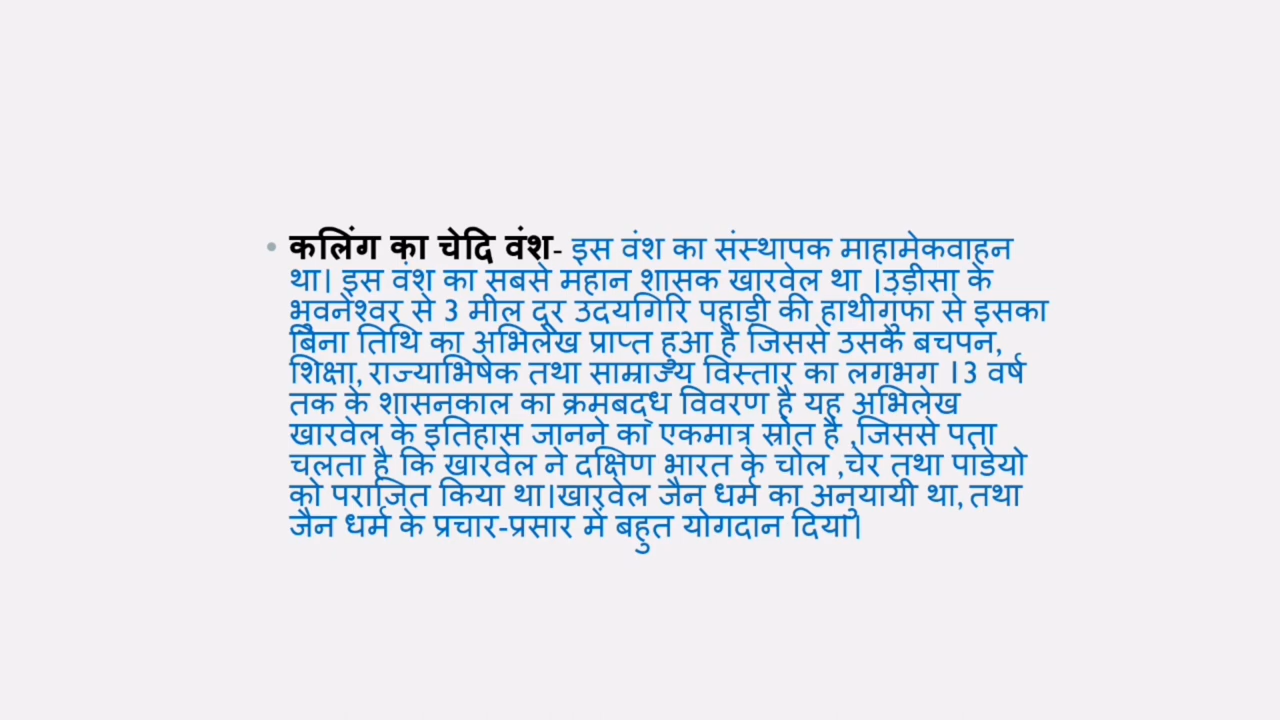 • कलिंग का चेदि वंश- इस वंश का संस्थापक माहामेकवाहन
था। इस वंश का सबसे महान शासक खारवेल था ।उड़ीसा के
भुवनेश्वर से 3 मील दूर उदयगिरि पहाड़ी की हाथीगुफा से इसका
बिना तिथि का अभिलेख प्राप्त हुआ है जिससे उसके बचपन,
शिक्षा, राज्याभिषेक तथा साम्राज्य विस्तार का लगभग ।3 वर्ष
तक के शासनकाल का क्रमबद्ध विवरण है यह अभिलेख
खारवेल के इतिहास जानने का एकमात्र स्रोत है ,जिससे पता
चलता है कि खारवेल ने दक्षिण भारत के चोल ,चेर तथा पांडेयो
को पराजित किया था।खारवेल जैन धर्म का अनुयायी था, तथा
जैन धर्म के प्रचार-प्रसार में बहुत योगदान दिया।